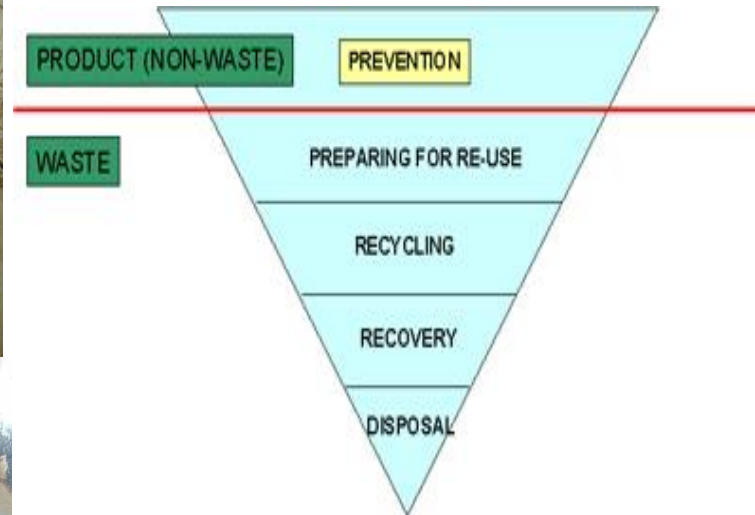 PRODUCT (NON-WASTE)
PREVENTION
WASTE
PREPARING FOR RE-USE
RECYCLING
RECOVERY
DISPOSAL